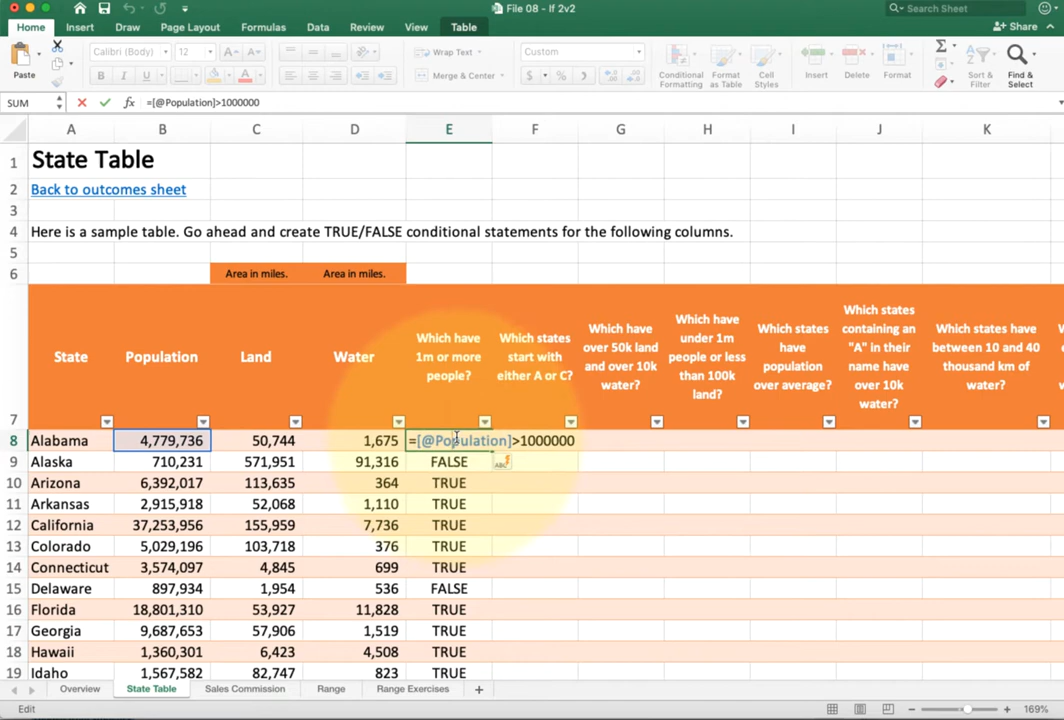 File 08 - If 2v2
Search Sheet
Home Insert Draw Page Layout Formulas Data Review View Table
Share
Paste
Calibri (Body) 12 A A
Wrap Text
Custom
B I U A
Merge & Center
$ % )
Conditional Formatting
Format as Table
Cell Styles
Insert
Delete
Format
Sort & Filter
Find & Select
SUM fx =[@Population]>1000000
A B C D E F G H I J K
1 State Table
2 Back to outcomes sheet
3
4 Here is a sample table. Go ahead and create TRUE/FALSE conditional statements for the following columns.
5
6 Area in miles. Area in miles.
7 State Population Land Water Which have 1m or more people? Which states start with either A or C? Which have over 50k land and over 10k water? Which have under 1m people or less than 100k land? Which states have population over average? Which states containing an "A" in their name have over 10k water? Which states have between 10 and 40 thousand km of water?
8 Alabama 4,779,736 50,744 1,675 =[@Population]>1000000
9 Alaska 710,231 571,951 91,316 FALSE ABC
10 Arizona 6,392,017 113,635 364 TRUE
11 Arkansas 2,915,918 52,068 1,110 TRUE
12 California 37,253,956 155,959 7,736 TRUE
13 Colorado 5,029,196 103,718 376 TRUE
14 Connecticut 3,574,097 4,845 699 TRUE
15 Delaware 897,934 1,954 536 FALSE
16 Florida 18,801,310 53,927 11,828 TRUE
17 Georgia 9,687,653 57,906 1,519 TRUE
18 Hawaii 1,360,301 6,423 4,508 TRUE
19 Idaho 1,567,582 82,747 823 TRUE
Overview State Table Sales Commission Range Range Exercises +
Edit
169%